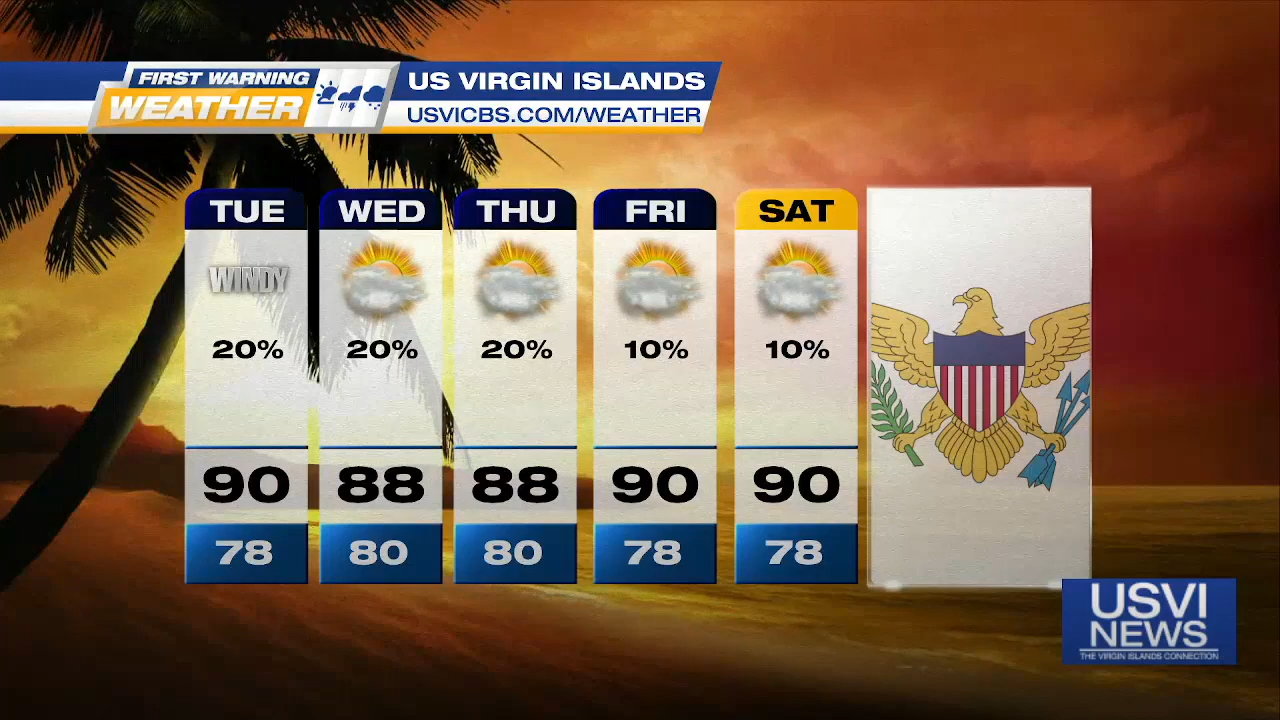 FIRST WARNING
WEATHER
US VIRGIN ISLANDS
USVICBS.COM/WEATHER
TUE WED THU FRI SAT
WINDY
20% 20% 20% 10% 10%
90 88 88 90 90
78 80 80 78 78
USVI
NEWS
THE VIRGIN ISLANDS CONNECTION